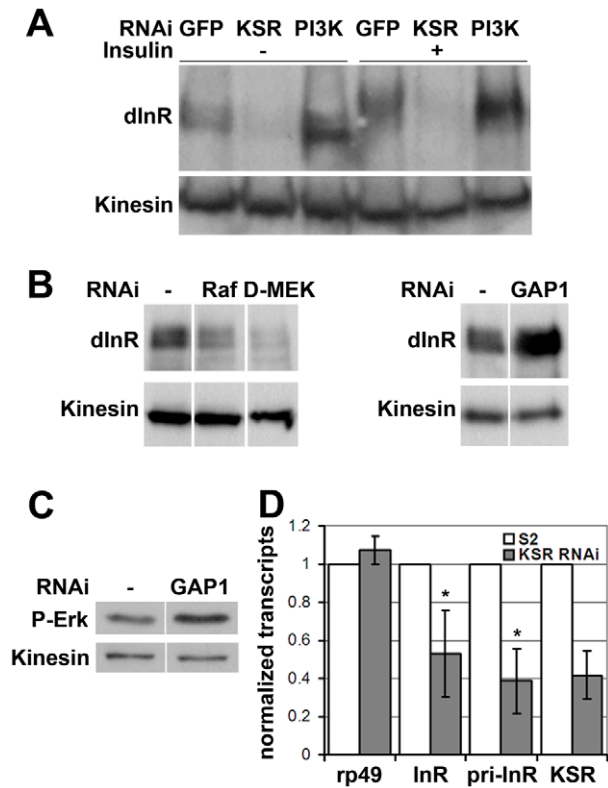 A
RNAi GFP KSR PI3K GFP KSR PI3K
Insulin - +
dInR
Kinesin
B
RNAi - Raf D-MEK
dInR
Kinesin
RNAi - GAP1
dInR
Kinesin
C
RNAi - GAP1
P-Erk
Kinesin
D
normalized transcripts
1.2
1
0.8
0.6
0.4
0.2
0
S2
KSR RNAi
*
*
rp49 InR pri-InR KSR